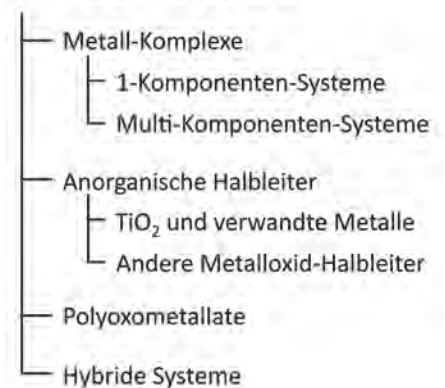 Metall-Komplexe
1-Komponenten-Systeme
Multi-Komponenten-Systeme
Anorganische Halbleiter
TiO₂ und verwandte Metalle
Andere Metalloxid-Halbleiter
Polyoxometallate
Hybride Systeme